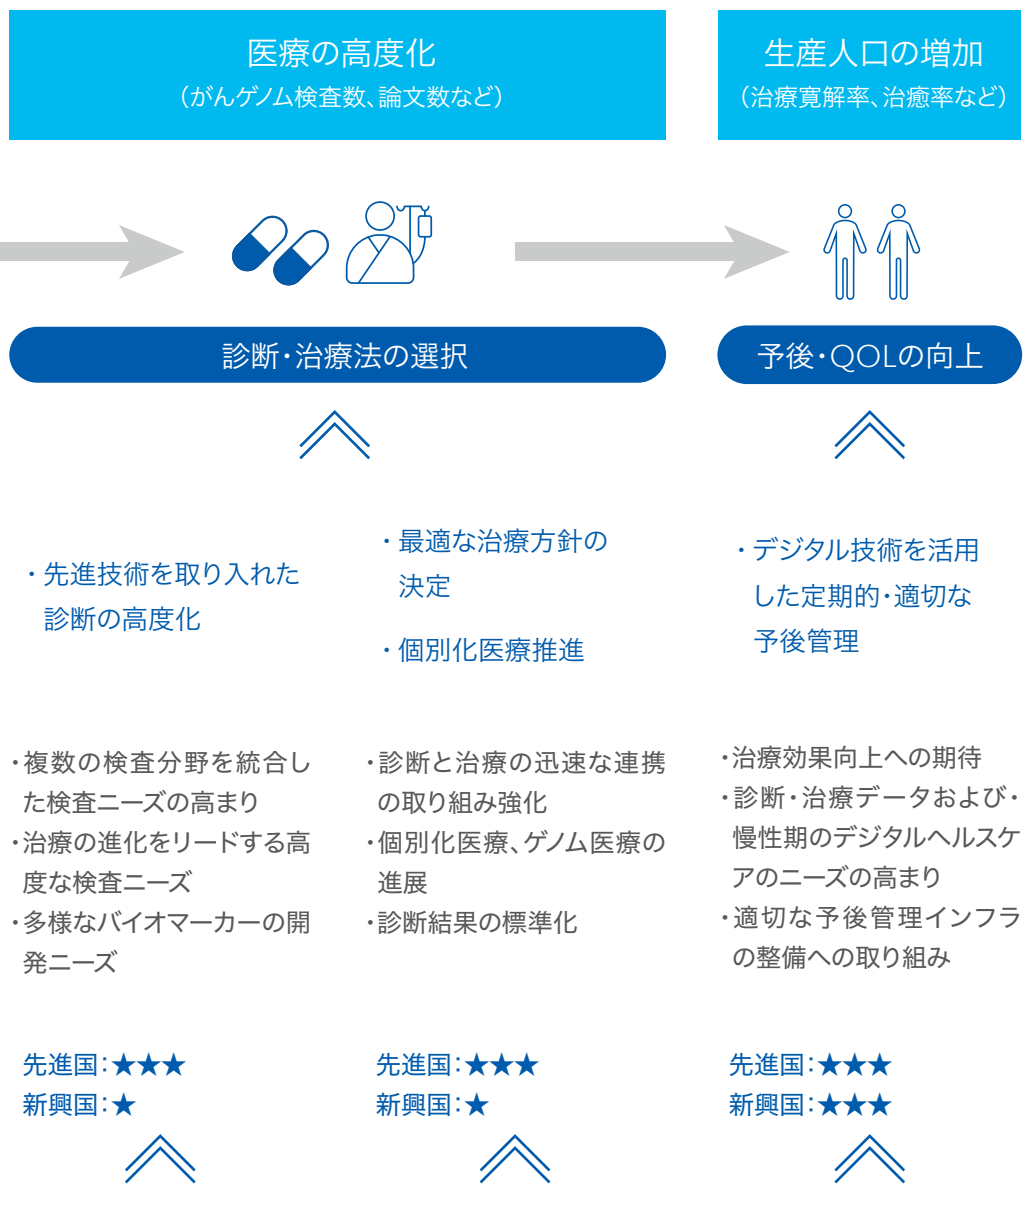 医療の高度化
（がんゲノム検査数、論文数など）
生産人口の増加
（治療寛解率、治癒率など）
診断・治療法の選択
予後・QOLの向上
・先進技術を取り入れた
診断の高度化
・最適な治療方針の
決定
・個別化医療推進
・デジタル技術を活用
した定期的・適切な
予後管理
・複数の検査分野を統合し
た検査ニーズの高まり
・治療の進化をリードする高
度な検査ニーズ
・多様なバイオマーカーの開
発ニーズ
・診断と治療の迅速な連携
の取り組み強化
・個別化医療、ゲノム医療の
進展
・診断結果の標準化
・治療効果向上への期待
・診断・治療データおよび・
慢性期のデジタルヘルスケ
アのニーズの高まり
・適切な予後管理インフラ
の整備への取り組み
先進国：★★★
新興国：★
先進国：★★★
新興国：★
先進国：★★★
新興国：★★★